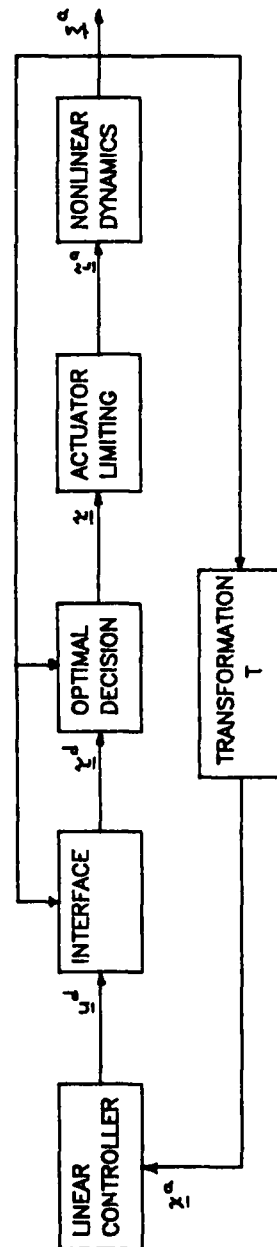 LINEAR
CONTROLLER
u̲ᵈ
INTERFACE
OPTIMAL
DECISION
ACTUATOR
LIMITING
NONLINEAR
DYNAMICS
TRANSFORMATION
T
x̲ᵃ